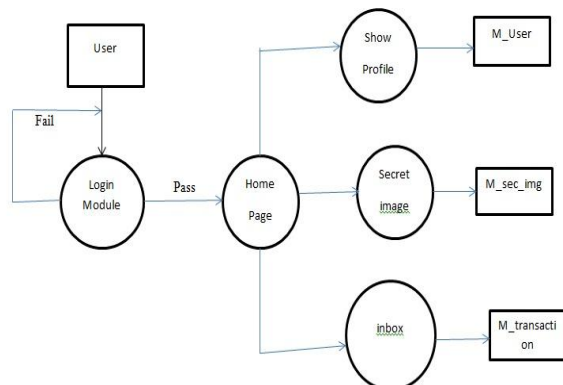 User
Fail
Login
Module
Pass
Home
Page
Show
Profile
M_User
Secret
image
M_sec_img
inbox
M_transacti
on